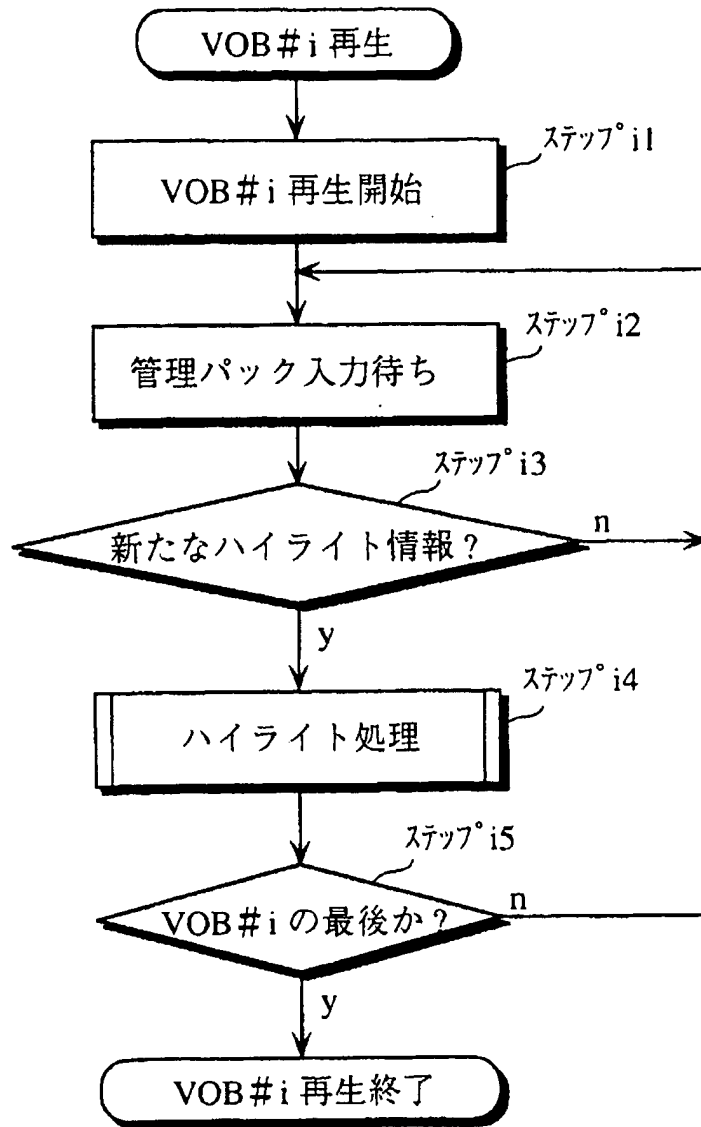 VOB#i 再生
ステップ i1
VOB#i 再生開始
ステップ i2
管理パック入力待ち
ステップ i3
新たなハイライト情報?
n
y
ステップ i4
ハイライト処理
ステップ i5
VOB#i の最後か?
n
y
VOB#i 再生終了